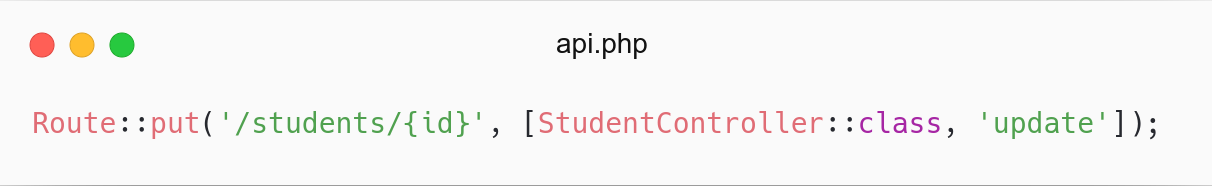 api.php
Route::put('/students/{id}', [StudentController::class, 'update']);